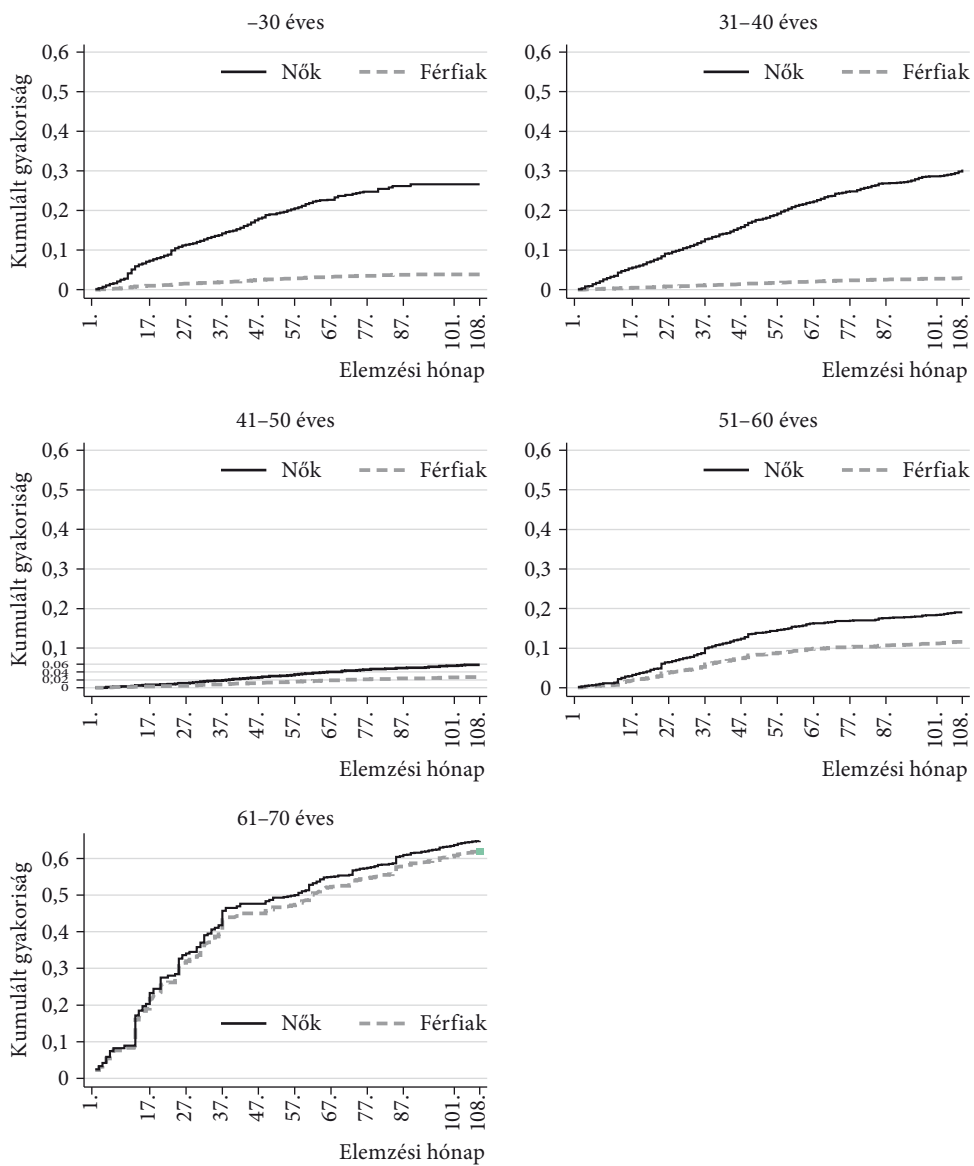 –30 éves
Kumulált gyakoriság
0,6
0,5
0,4
0,3
0,2
0,1
0
Nők Férfiak
1. 17. 27. 37. 47. 57. 67. 77. 87. 101. 108.
Elemzési hónap
31–40 éves
Kumulált gyakoriság
0,6
0,5
0,4
0,3
0,2
0,1
0
Nők Férfiak
1. 17. 27. 37. 47. 57. 67. 77. 87. 101. 108.
Elemzési hónap
41–50 éves
Kumulált gyakoriság
0,6
0,5
0,4
0,3
0,2
0,1
0,06
0,04
0,02
0
Nők Férfiak
1. 17. 27. 37. 47. 57. 67. 77. 87. 101. 108.
Elemzési hónap
51–60 éves
Kumulált gyakoriság
0,6
0,5
0,4
0,3
0,2
0,1
0
Nők Férfiak
1. 17. 27. 37. 47. 57. 67. 77. 87. 101. 108.
Elemzési hónap
61–70 éves
Kumulált gyakoriság
0,6
0,5
0,4
0,3
0,2
0,1
0
Nők Férfiak
1. 17. 27. 37. 47. 57. 67. 77. 87. 101. 108.
Elemzési hónap